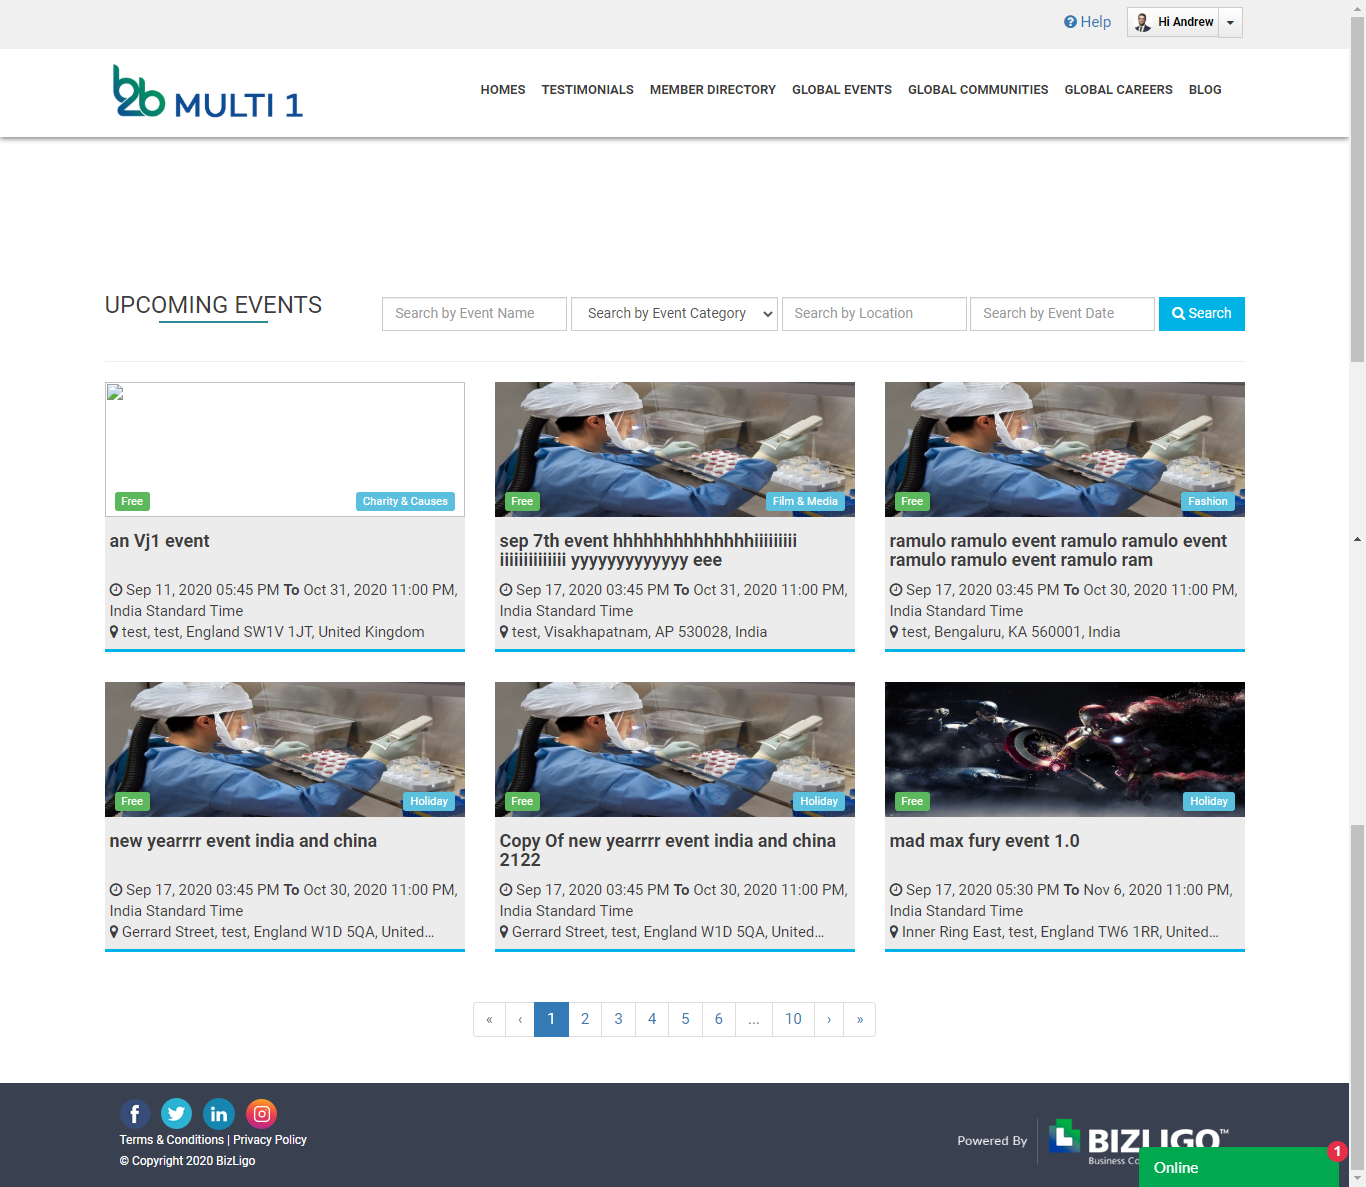 Help
Hi Andrew
b2b MULTI 1
HOMES TESTIMONIALS MEMBER DIRECTORY GLOBAL EVENTS GLOBAL COMMUNITIES GLOBAL CAREERS BLOG
UPCOMING EVENTS
Search by Event Name
Search by Event Category
Search by Location
Search by Event Date
Search
Free
Charity & Causes
an Vj1 event
Sep 11, 2020 05:45 PM To Oct 31, 2020 11:00 PM,
India Standard Time
test, test, England SW1V 1JT, United Kingdom
Free
Film & Media
sep 7th event hhhhhhhhhhhhhhiiiiiiiii
iiiiiiiiiiiiii yyyyyyyyyyyyy eee
Sep 17, 2020 03:45 PM To Oct 31, 2020 11:00 PM,
India Standard Time
test, Visakhapatnam, AP 530028, India
Free
Fashion
ramulo ramulo event ramulo ramulo event
ramulo ramulo event ramulo ram
Sep 17, 2020 03:45 PM To Oct 30, 2020 11:00 PM,
India Standard Time
test, Bengaluru, KA 560001, India
Free
Holiday
new yearrrr event india and china
Sep 17, 2020 03:45 PM To Oct 30, 2020 11:00 PM,
India Standard Time
Gerrard Street, test, England W1D 5QA, United...
Free
Holiday
Copy Of new yearrrr event india and china
2122
Sep 17, 2020 03:45 PM To Oct 30, 2020 11:00 PM,
India Standard Time
Gerrard Street, test, England W1D 5QA, United...
Free
Holiday
mad max fury event 1.0
Sep 17, 2020 05:30 PM To Nov 6, 2020 11:00 PM,
India Standard Time
Inner Ring East, test, England TW6 1RR, United...
« ‹ 1 2 3 4 5 6 ... 10 › »
Terms & Conditions | Privacy Policy
© Copyright 2020 BizLigo
Powered By
BIZLIGO™
Business Co
Online
1